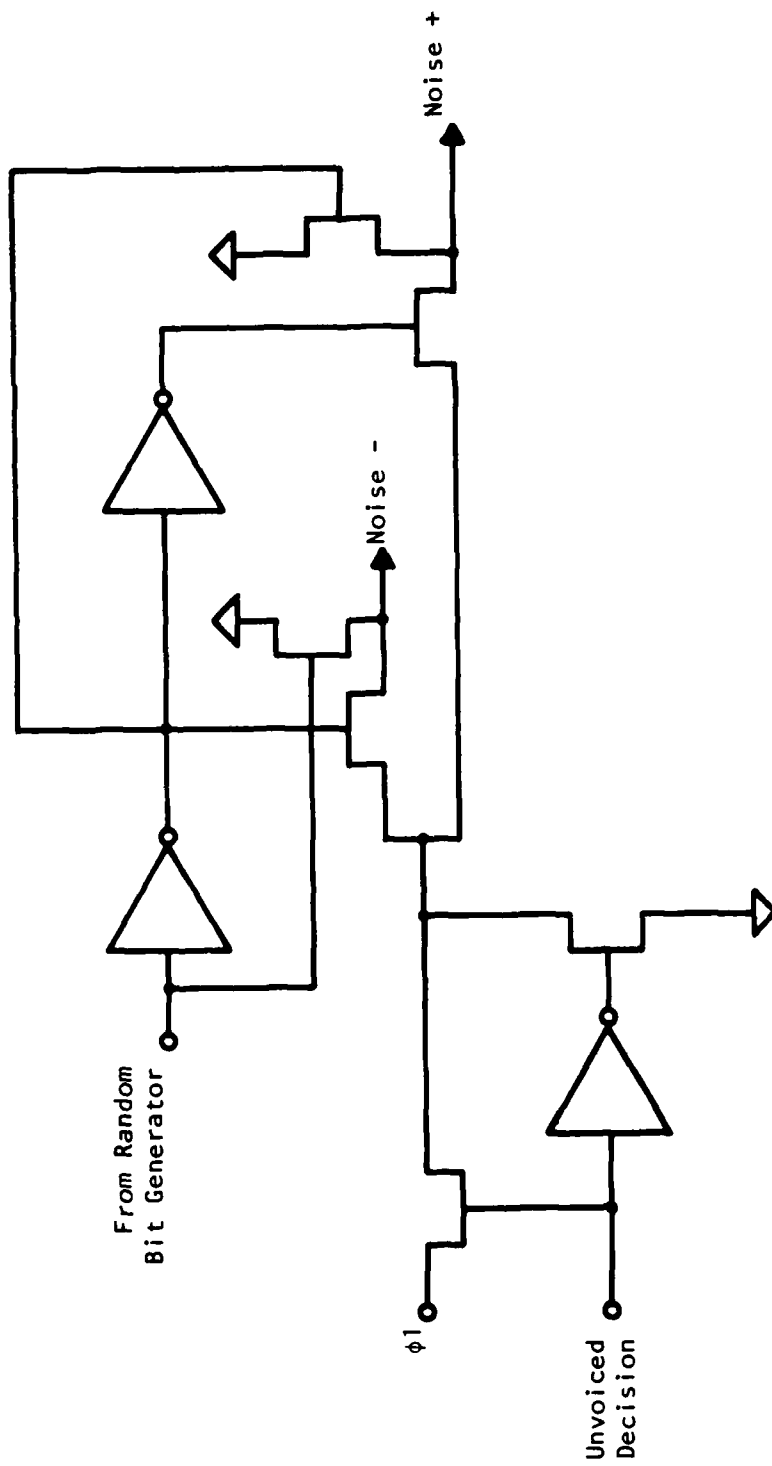 From Random
Bit Generator
Noise +
Noise -
φ1
Unvoiced
Decision